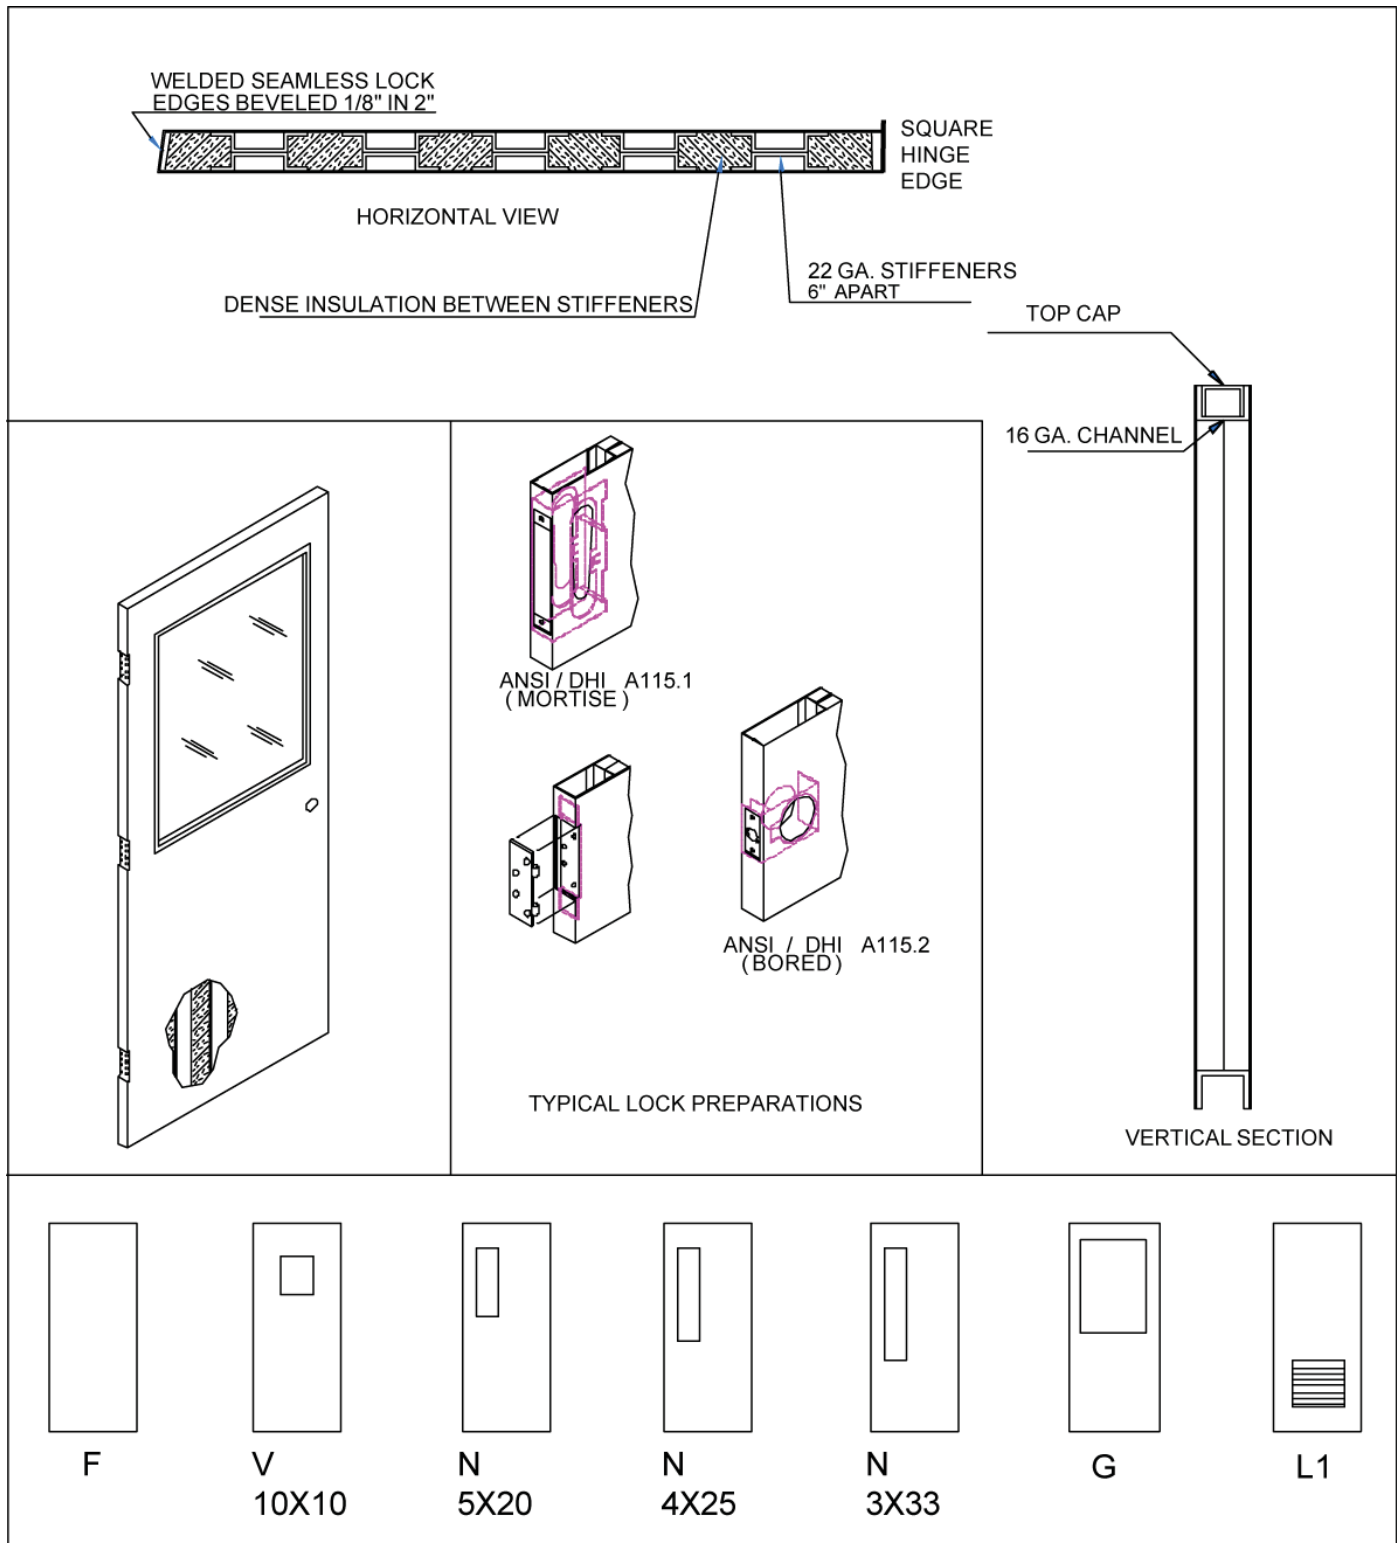 WELDED SEAMLESS LOCK
EDGES BEVELED 1/8" IN 2"
SQUARE
HINGE
EDGE
HORIZONTAL VIEW
22 GA. STIFFENERS
6" APART
DENSE INSULATION BETWEEN STIFFENERS
TOP CAP
16 GA. CHANNEL
ANSI / DHI A115.1
( MORTISE )
ANSI / DHI A115.2
(BORED)
TYPICAL LOCK PREPARATIONS
VERTICAL SECTION
F
V
10X10
N
5X20
N
4X25
N
3X33
G
L1